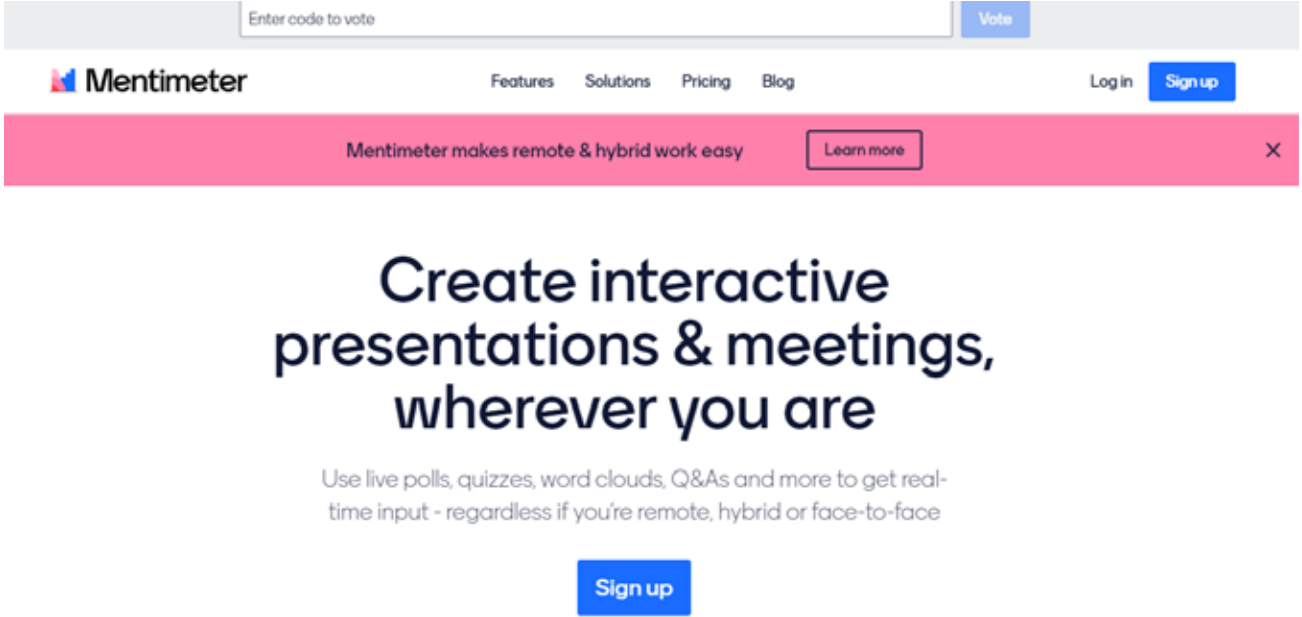 Enter code to vote
Vote
Mentimeter
Features
Solutions
Pricing
Blog
Log in
Sign up
Mentimeter makes remote & hybrid work easy
Learn more
Create interactive
presentations & meetings,
wherever you are
Use live polls, quizzes, word clouds, Q&As and more to get real-
time input - regardless if you're remote, hybrid or face-to-face
Sign up